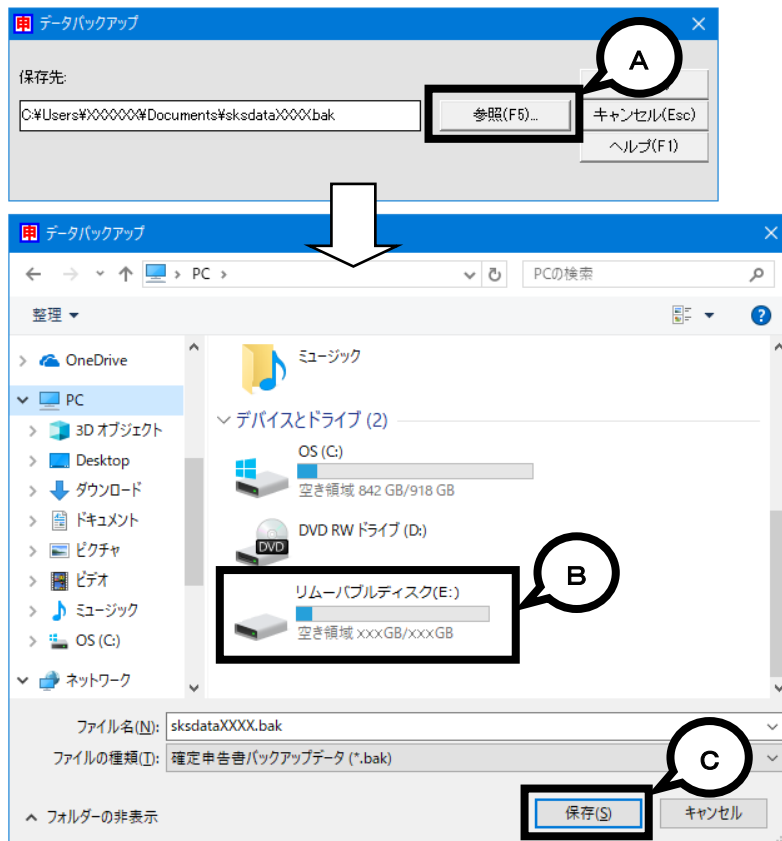 申 データバックアップ
A
保存先:
C:¥Users¥XXXXXX¥Documents¥sksdataXXXX.bak
参照(F5)...
キャンセル(Esc)
ヘルプ(F1)
申 データバックアップ
PC
PCの検索
整理
?
OneDrive
PC
3D オブジェクト
Desktop
ダウンロード
ドキュメント
ピクチャ
ビデオ
ミュージック
OS (C:)
ネットワーク
ミュージック
デバイスとドライブ (2)
OS (C:)
空き領域 842 GB/918 GB
DVD RW ドライブ (D:)
DVD
リムーバブルディスク(E:)
空き領域 xxxGB/xxxGB
B
ファイル名(N): sksdataXXXX.bak
ファイルの種類(T): 確定申告書バックアップデータ (*.bak)
C
フォルダーの非表示
保存(S)
キャンセル